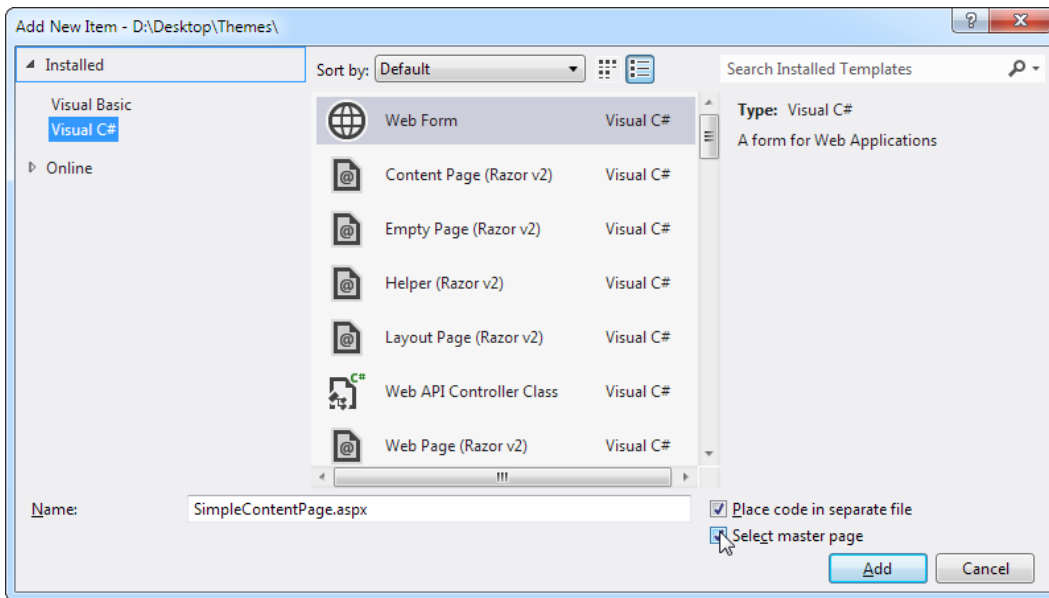 Add New Item - D:\Desktop\Themes\
Installed
Visual Basic
Visual C#
Online
Sort by: Default
Search Installed Templates
Web Form Visual C#
Content Page (Razor v2) Visual C#
Empty Page (Razor v2) Visual C#
Helper (Razor v2) Visual C#
Layout Page (Razor v2) Visual C#
C#
Web API Controller Class Visual C#
Web Page (Razor v2) Visual C#
Type: Visual C#
A form for Web Applications
Name: SimpleContentPage.aspx
Place code in separate file
Select master page
Add Cancel